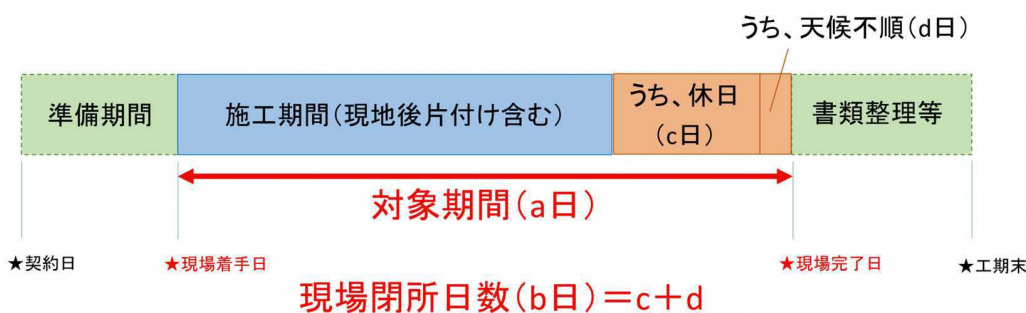 うち、天候不順(d日)
準備期間
施工期間(現地後片付け含む)
うち、休日
(c日)
書類整理等
対象期間(a日)
★契約日
★現場着手日
★現場完了日
★工期末
現場閉所日数(b日)=c+d